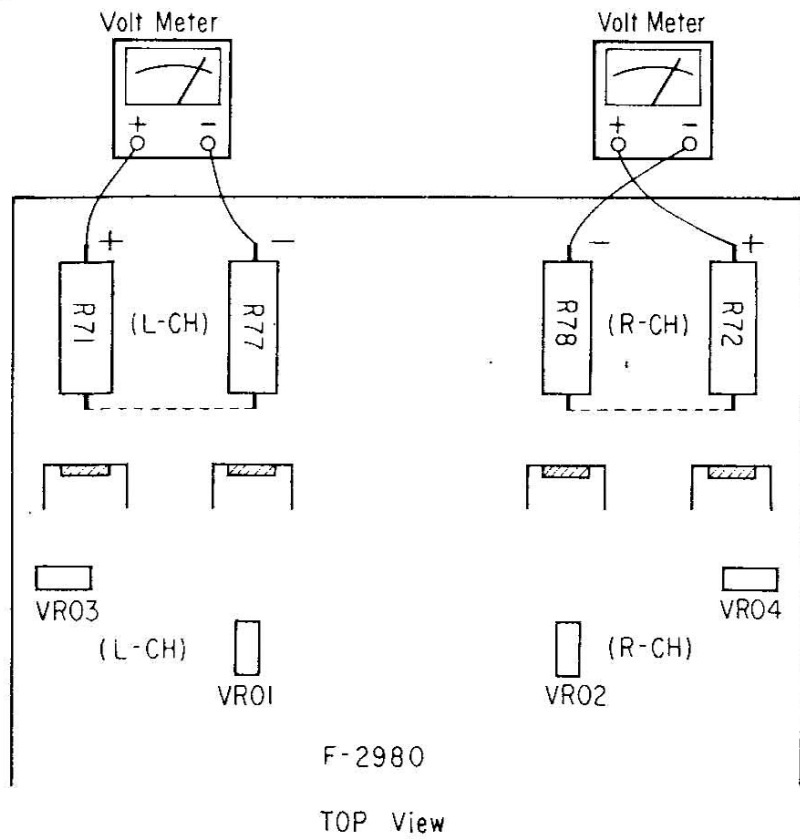 Volt Meter Volt Meter
+ - + -
+ - - +
R71 (L-CH) R77 R78 (R-CH) R72
VR03 VR04
(L-CH) (R-CH)
VR01 VR02
F-2980
TOP View